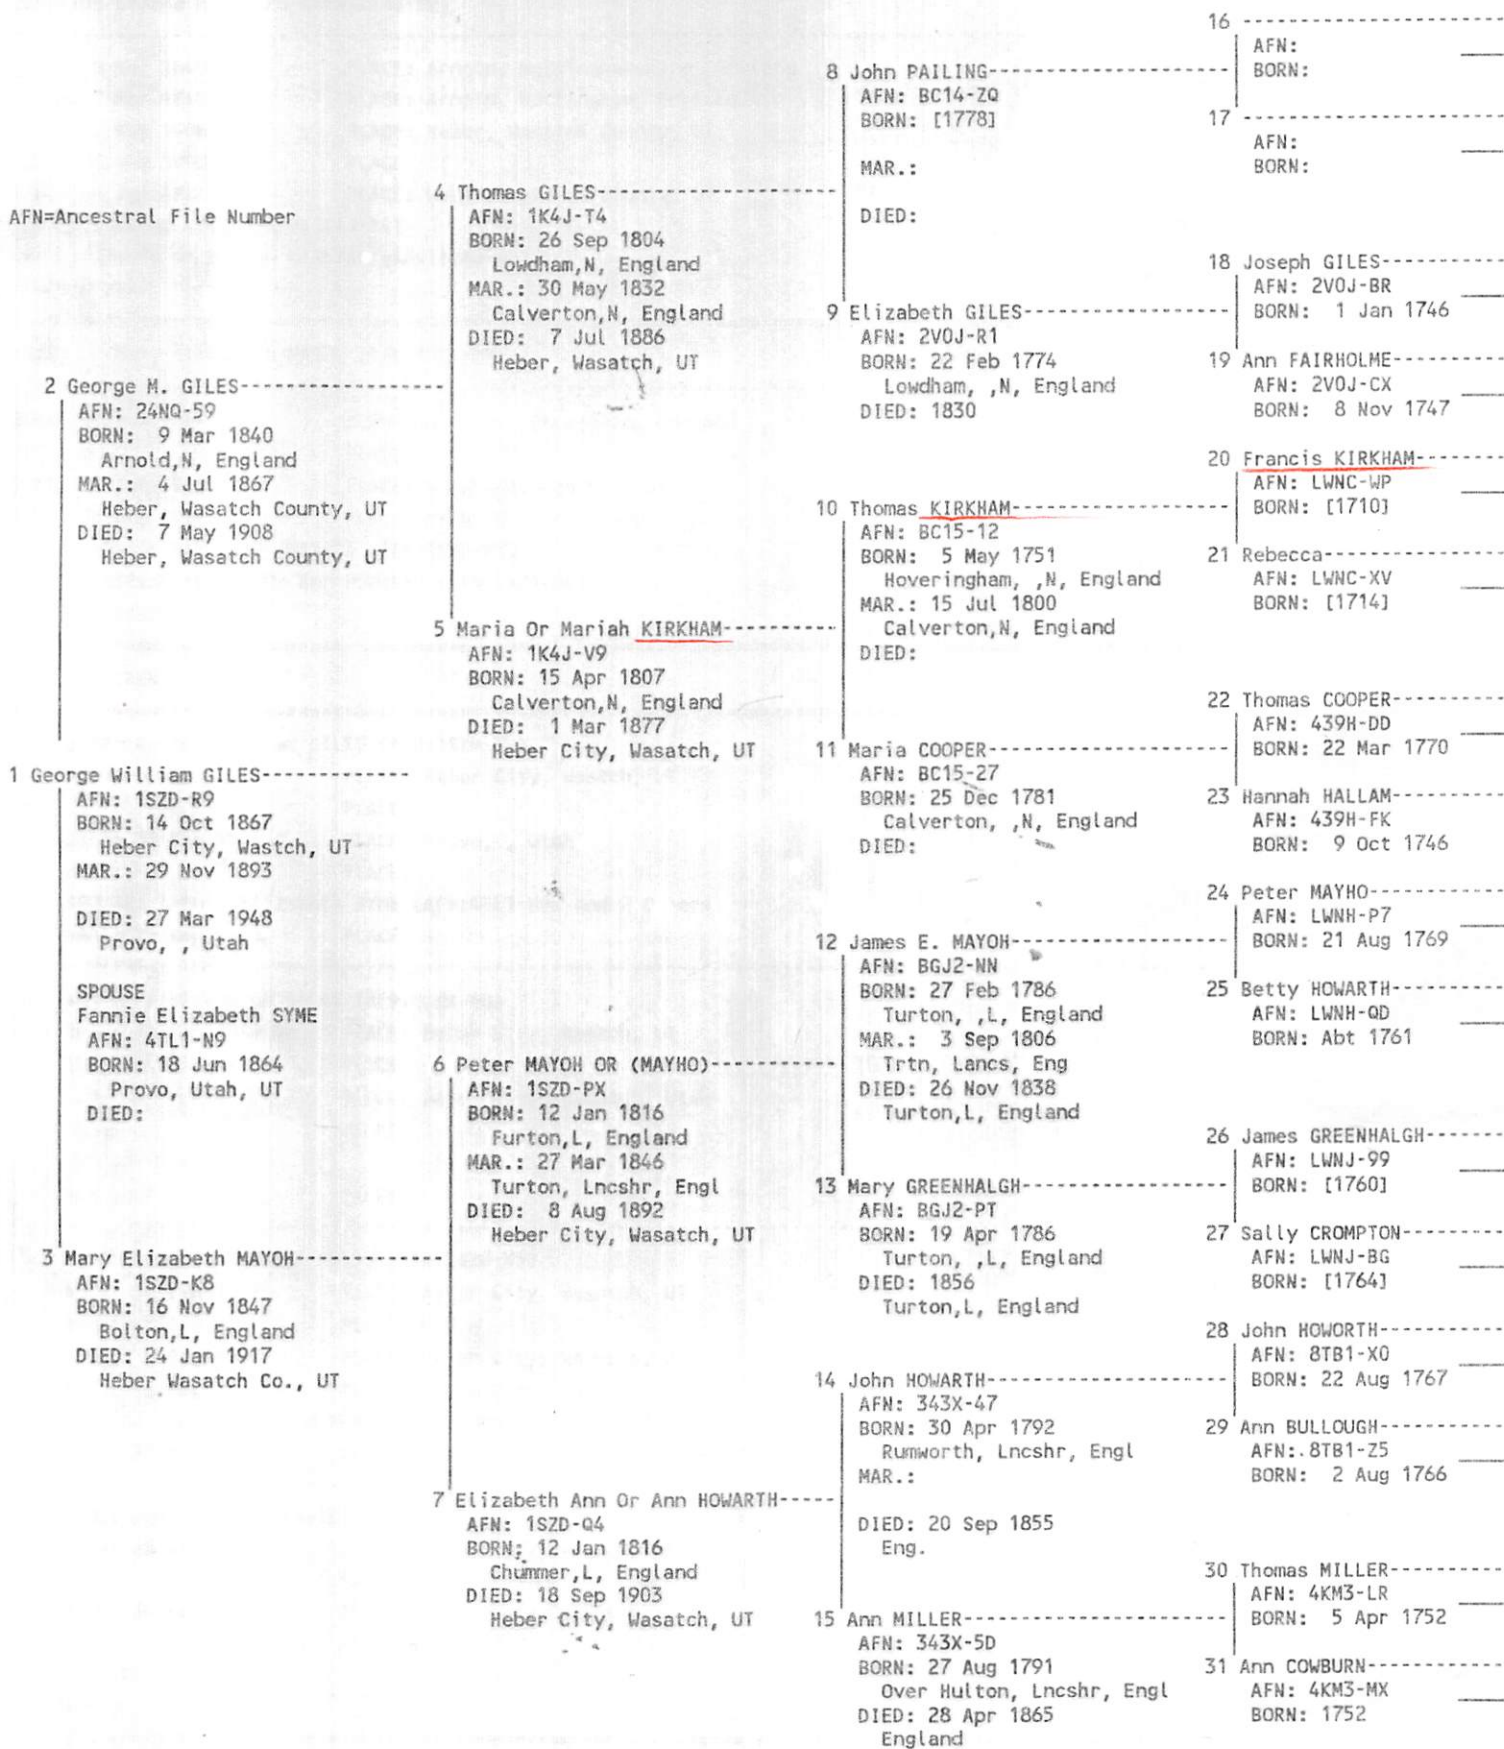 AFN=Ancestral File Number
1 George William GILES-----------
AFN: 1SZD-R9
BORN: 14 Oct 1867
Heber City, Wastch, UT
MAR.: 29 Nov 1893
DIED: 27 Mar 1948
Provo, , Utah
SPOUSE
Fannie Elizabeth SYME
AFN: 4TL1-N9
BORN: 18 Jun 1864
Provo, Utah, UT
DIED:
2 George M. GILES---------------
AFN: 24NQ-59
BORN:  9 Mar 1840
Arnold,N, England
MAR.:  4 Jul 1867
Heber, Wasatch County, UT
DIED:  7 May 1908
Heber, Wasatch County, UT
3 Mary Elizabeth MAYOH-----------
AFN: 1SZD-K8
BORN: 16 Nov 1847
Bolton,L, England
DIED: 24 Jan 1917
Heber Wasatch Co., UT
4 Thomas GILES------------------
AFN: 1K4J-T4
BORN: 26 Sep 1804
Lowdham,N, England
MAR.: 30 May 1832
Calverton,N, England
DIED:  7 Jul 1886
Heber, Wasatch, UT
5 Maria Or Mariah KIRKHAM--------
AFN: 1K4J-V9
BORN: 15 Apr 1807
Calverton,N, England
DIED:  1 Mar 1877
Heber City, Wasatch, UT
6 Peter MAYOH OR (MAYHO)---------
AFN: 1SZD-PX
BORN: 12 Jan 1816
Furton,L, England
MAR.: 27 Mar 1846
Turton, Lncshr, Engl
DIED:  8 Aug 1892
Heber City, Wasatch, UT
7 Elizabeth Ann Or Ann HOWARTH-----
AFN: 1SZD-Q4
BORN: 12 Jan 1816
Chummer,L, England
DIED: 18 Sep 1903
Heber City, Wasatch, UT
8 John PAILING------------------
AFN: BC14-ZQ
BORN: [1778]
MAR.:
DIED:
9 Elizabeth GILES---------------
AFN: 2V0J-R1
BORN: 22 Feb 1774
Lowdham, ,N, England
DIED: 1830
10 Thomas KIRKHAM----------------
AFN: BC15-12
BORN:  5 May 1751
Hoveringham, ,N, England
MAR.: 15 Jul 1800
Calverton,N, England
DIED:
11 Maria COOPER------------------
AFN: BC15-27
BORN: 25 Dec 1781
Calverton, ,N, England
DIED:
12 James E. MAYOH----------------
AFN: BGJ2-NN
BORN: 27 Feb 1786
Turton, ,L, England
MAR.:  3 Sep 1806
Trtn, Lancs, Eng
DIED: 26 Nov 1838
Turton,L, England
13 Mary GREENHALGH---------------
AFN: BGJ2-PT
BORN: 19 Apr 1786
Turton, ,L, England
DIED: 1856
Turton,L, England
14 John HOWARTH------------------
AFN: 343X-47
BORN: 30 Apr 1792
Rumworth, Lncshr, Engl
MAR.:
DIED: 20 Sep 1855
Eng.
15 Ann MILLER--------------------
AFN: 343X-5D
BORN: 27 Aug 1791
Over Hulton, Lncshr, Engl
DIED: 28 Apr 1865
England
16 --------------------
AFN:
BORN:
17 --------------------
AFN:
BORN:
18 Joseph GILES---------
AFN: 2V0J-BR
BORN:  1 Jan 1746
19 Ann FAIRHOLME--------
AFN: 2V0J-CX
BORN:  8 Nov 1747
20 Francis KIRKHAM-------
AFN: LWNC-WP
BORN: [1710]
21 Rebecca-------------
AFN: LWNC-XV
BORN: [1714]
22 Thomas COOPER--------
AFN: 439H-DD
BORN: 22 Mar 1770
23 Hannah HALLAM--------
AFN: 439H-FK
BORN:  9 Oct 1746
24 Peter MAYHO----------
AFN: LWNH-P7
BORN: 21 Aug 1769
25 Betty HOWARTH--------
AFN: LWNH-QD
BORN: Abt 1761
26 James GREENHALGH------
AFN: LWNJ-99
BORN: [1760]
27 Sally CROMPTON-------
AFN: LWNJ-BG
BORN: [1764]
28 John HOWORTH---------
AFN: 8TB1-X0
BORN: 22 Aug 1767
29 Ann BULLOUGH---------
AFN: 8TB1-Z5
BORN:  2 Aug 1766
30 Thomas MILLER--------
AFN: 4KM3-LR
BORN:  5 Apr 1752
31 Ann COWBURN----------
AFN: 4KM3-MX
BORN: 1752